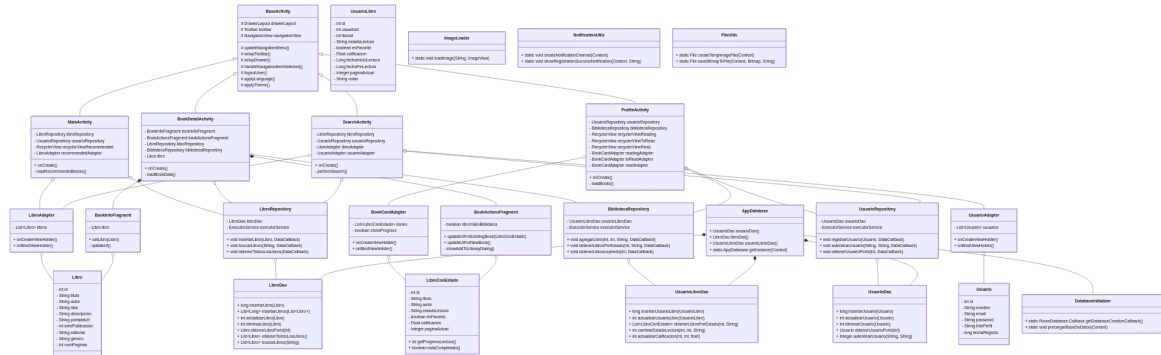 BaseActivity
# DrawerLayout drawerLayout
# Toolbar toolbar
# NavigationView navigationView
# updateNavigationMenu()
# setupToolbar()
# setupDrawer()
# handleNavigationItemSelected()
# logoutUser()
# applyLanguage()
# applyTheme()
UsuarioLibro
- int id
- int usuarioId
- int libroId
- String estadoLectura
- boolean esFavorito
- Float calificacion
- Long fechaInicioLectura
- Long fechaFinLectura
- Integer paginaActual
- String notas
ImageLoader
+ static void loadImage(String, ImageView)
NotificationUtils
+ static void createNotificationChannel(Context)
+ static void showRegistrationSuccessNotification(Context, String)
FileUtils
+ static File createTempImageFile(Context)
+ static File saveBitmapToFile(Context, Bitmap, String)
MainActivity
- LibroRepository libroRepository
- UsuarioRepository usuarioRepository
- RecyclerView recyclerViewRecommended
- LibroAdapter recommendedAdapter
+ onCreate()
- loadRecommendedBooks()
BookDetailActivity
- BookInfoFragment bookInfoFragment
- BookActionsFragment bookActionsFragment
- LibroRepository libroRepository
- BibliotecaRepository bibliotecaRepository
- Libro libro
+ onCreate()
- loadBookData()
SearchActivity
- LibroRepository libroRepository
- UsuarioRepository usuarioRepository
- LibroAdapter libroAdapter
- UsuarioAdapter usuarioAdapter
+ onCreate()
- performSearch()
ProfileActivity
- UsuarioRepository usuarioRepository
- BibliotecaRepository bibliotecaRepository
- RecyclerView recyclerViewReading
- RecyclerView recyclerViewToRead
- RecyclerView recyclerViewRead
- BookCardAdapter readingAdapter
- BookCardAdapter toReadAdapter
- BookCardAdapter readAdapter
+ onCreate()
- loadBooks()
LibroAdapter
- List<Libro> libros
+ onCreateViewHolder()
+ onBindViewHolder()
BookInfoFragment
- Libro libro
+ setLibro(Libro)
- updateUI()
LibroRepository
- LibroDao libroDao
- ExecutorService executorService
+ void insertarLibro(Libro, DataCallback)
+ void buscarLibros(String, DataCallback)
+ void obtenerTodosLosLibros(DataCallback)
BookCardAdapter
- List<LibroConEstado> books
- boolean showProgress
+ onCreateViewHolder()
+ onBindViewHolder()
BookActionsFragment
- boolean libroYaEnBiblioteca
+ updateUIForExistingBook(LibroConEstado)
+ updateUIForNewBook()
- showAddToLibraryDialog()
BibliotecaRepository
- UsuarioLibroDao usuarioLibroDao
- ExecutorService executorService
+ void agregarLibro(int, int, String, DataCallback)
+ void obtenerLibrosPorEstado(int, String, DataCallback)
+ void obtenerLibrosLeyendo(int, DataCallback)
AppDatabase
+ UsuarioDao usuarioDao()
+ LibroDao libroDao()
+ UsuarioLibroDao usuarioLibroDao()
+ static AppDatabase getInstance(Context)
UsuarioRepository
- UsuarioDao usuarioDao
- ExecutorService executorService
+ void registrarUsuario(Usuario, DataCallback)
+ void autenticarUsuario(String, String, DataCallback)
+ void obtenerUsuarioPorId(int, DataCallback)
UsuarioAdapter
- List<Usuario> usuarios
+ onCreateViewHolder()
+ onBindViewHolder()
Libro
- int id
- String titulo
- String autor
- String isbn
- String descripcion
- String portadaUrl
- int anioPublicacion
- String editorial
- String genero
- int numPaginas
LibroDao
+ long insertarLibro(Libro)
+ List<Long> insertarLibros(List<Libro>)
+ int actualizarLibro(Libro)
+ int eliminarLibro(Libro)
+ Libro obtenerLibroPorId(int)
+ List<Libro> obtenerTodosLosLibros()
+ List<Libro> buscarLibros(String)
LibroConEstado
- int id
- String titulo
- String autor
- String estadoLectura
- boolean esFavorito
- Float calificacion
- Integer paginaActual
+ int getProgresoLectura()
+ boolean estaCompletado()
UsuarioLibroDao
+ long insertarUsuarioLibro(UsuarioLibro)
+ int actualizarUsuarioLibro(UsuarioLibro)
+ List<LibroConEstado> obtenerLibrosPorEstado(int, String)
+ int cambiarEstadoLectura(int, int, String)
+ int actualizarCalificacion(int, int, float)
UsuarioDao
+ long insertarUsuario(Usuario)
+ int actualizarUsuario(Usuario)
+ int eliminarUsuario(Usuario)
+ Usuario obtenerUsuarioPorId(int)
+ Integer autenticarUsuario(String, String)
Usuario
- int id
- String nombre
- String email
- String password
- String fotoPerfil
- long fechaRegistro
DatabaseInitializer
+ static RoomDatabase.Callback getDatabaseCreationCallback()
+ static void precargarBaseDeDatos(Context)